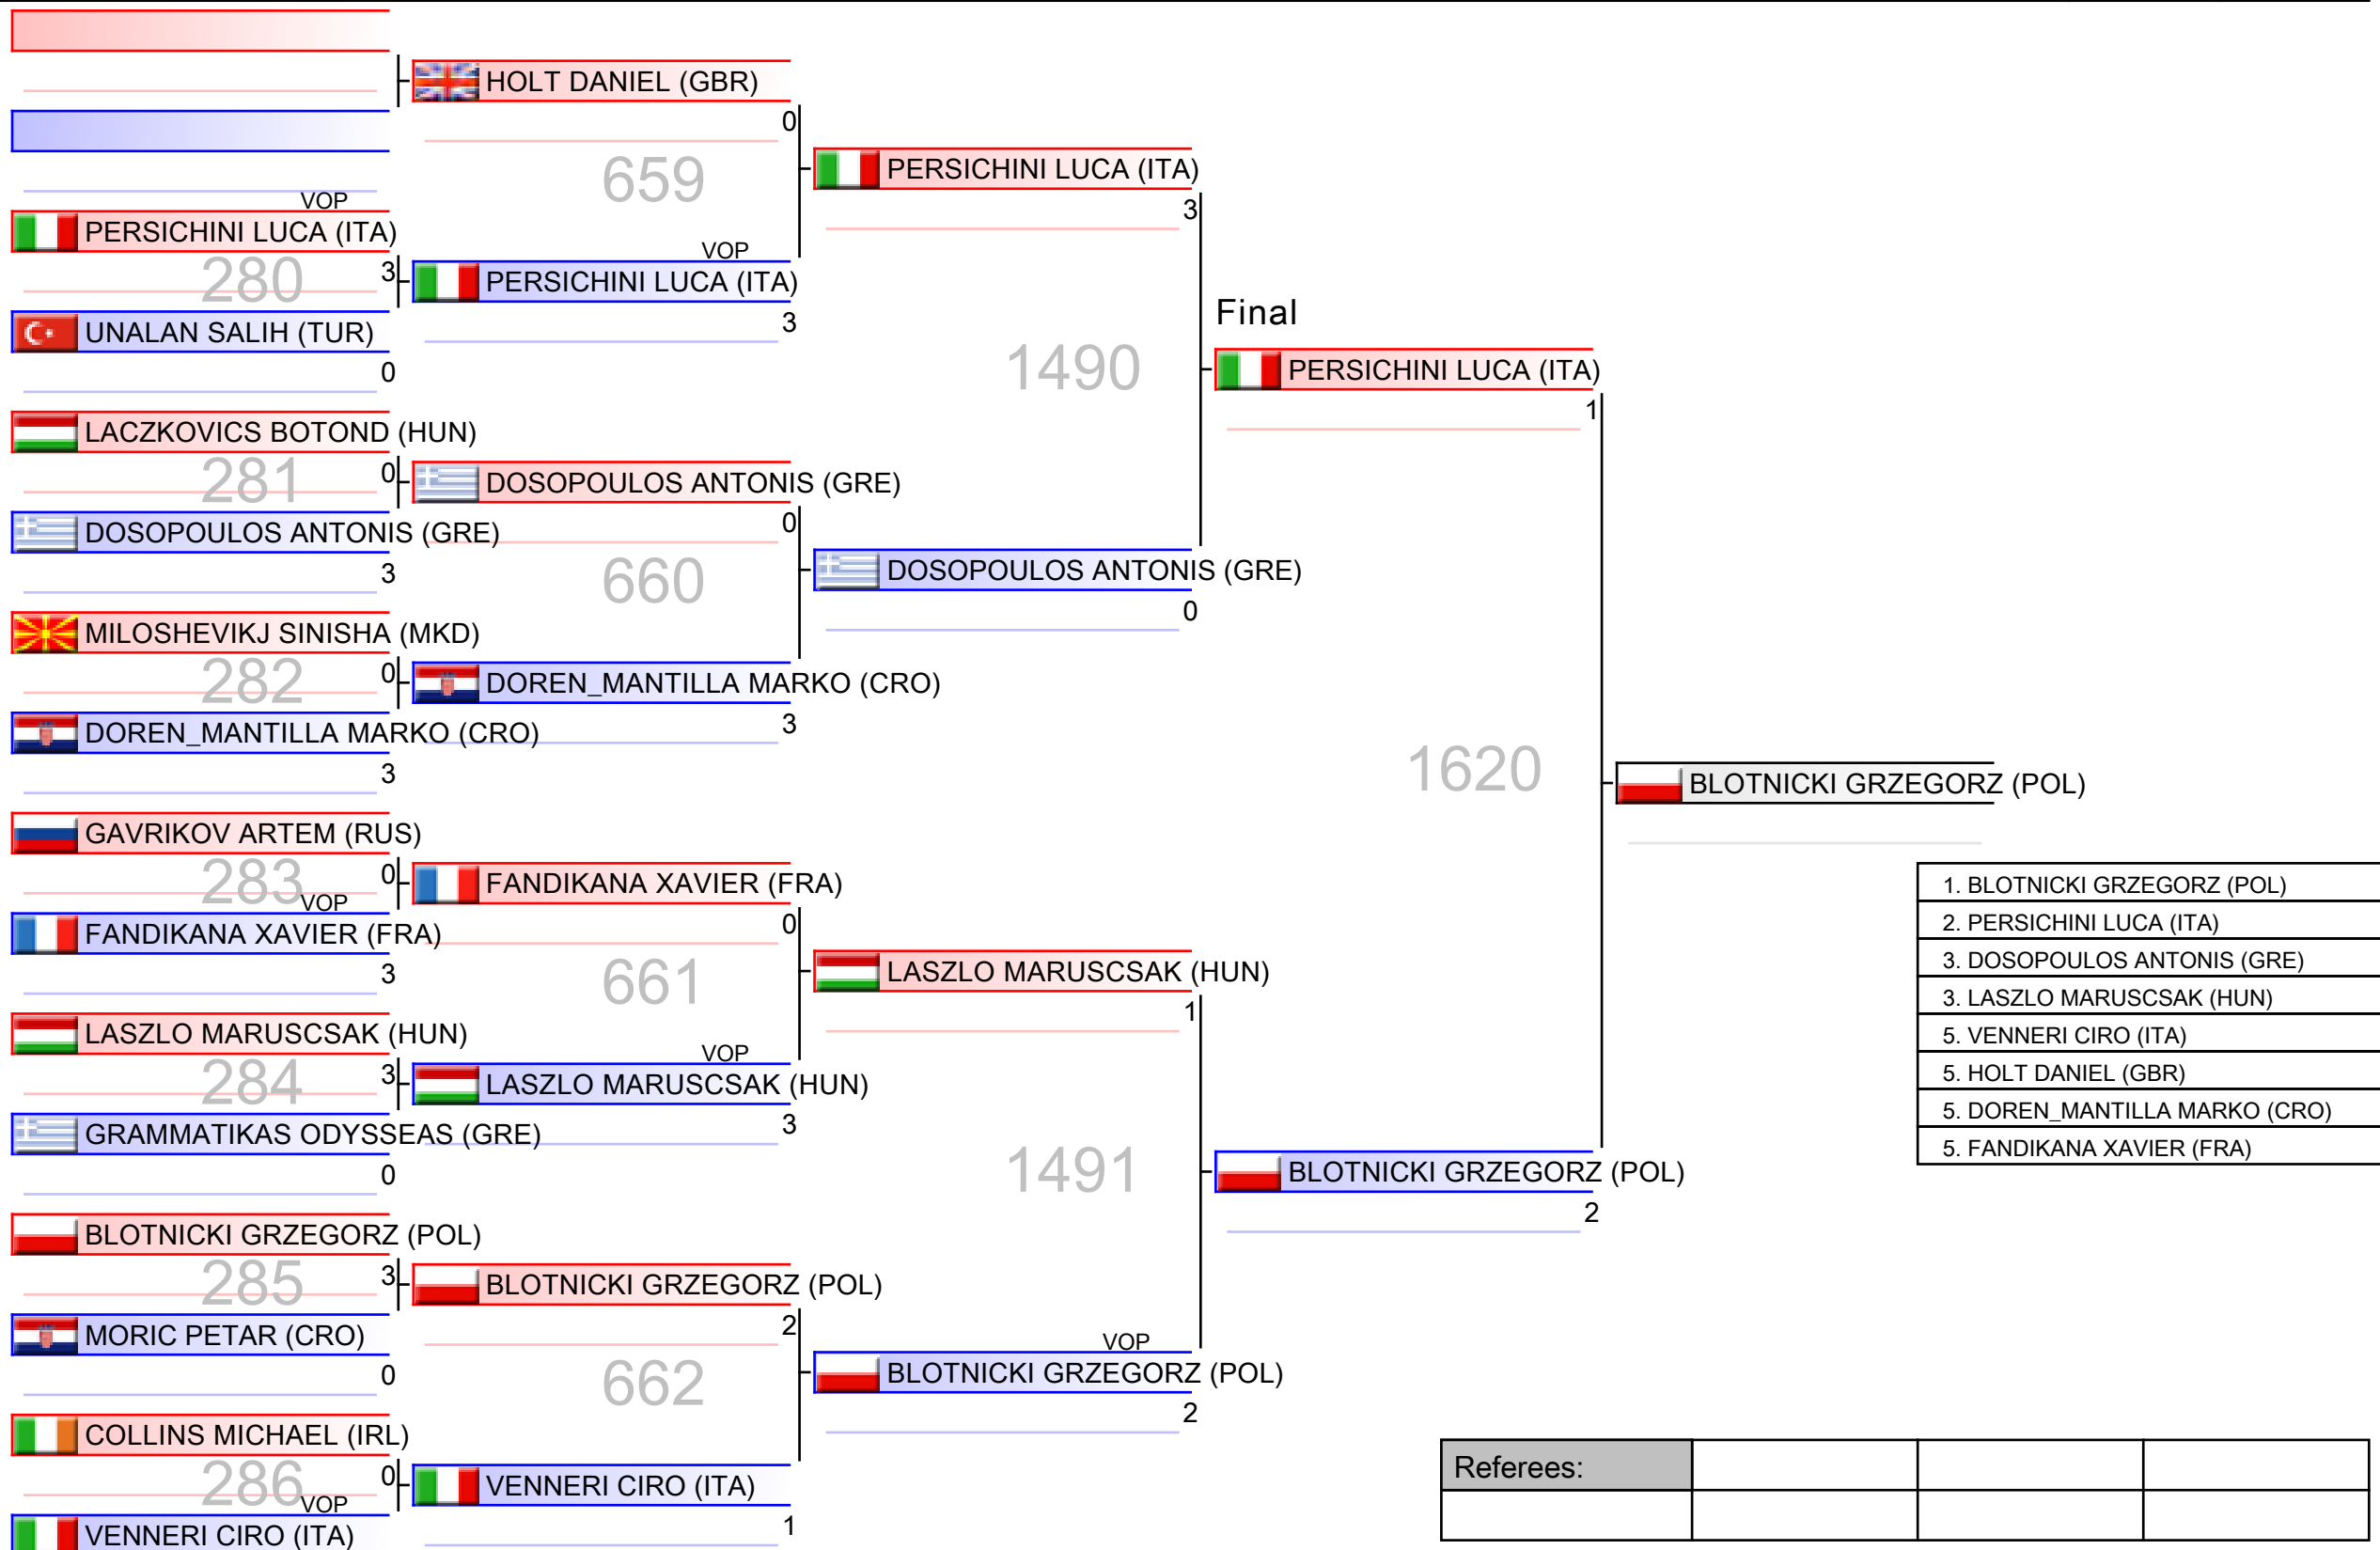 HOLT DANIEL (GBR)
0
659
PERSICHINI LUCA (ITA)
3
VOP
PERSICHINI LUCA (ITA)
280
3
VOP
PERSICHINI LUCA (ITA)
3
UNALAN SALIH (TUR)
0
Final
1490
PERSICHINI LUCA (ITA)
1
LACZKOVICS BOTOND (HUN)
281
0
DOSOPOULOS ANTONIS (GRE)
0
DOSOPOULOS ANTONIS (GRE)
3
660
DOSOPOULOS ANTONIS (GRE)
0
MILOSHEVIKJ SINISHA (MKD)
282
0
DOREN_MANTILLA MARKO (CRO)
3
DOREN_MANTILLA MARKO (CRO)
3
1620
BLOTNICKI GRZEGORZ (POL)
GAVRIKOV ARTEM (RUS)
283
0
VOP
FANDIKANA XAVIER (FRA)
0
FANDIKANA XAVIER (FRA)
3
661
LASZLO MARUSCSAK (HUN)
1
LASZLO MARUSCSAK (HUN)
284
3
VOP
LASZLO MARUSCSAK (HUN)
3
GRAMMATIKAS ODYSSEAS (GRE)
0
1491
BLOTNICKI GRZEGORZ (POL)
2
BLOTNICKI GRZEGORZ (POL)
285
3
BLOTNICKI GRZEGORZ (POL)
2
MORIC PETAR (CRO)
0
662
VOP
BLOTNICKI GRZEGORZ (POL)
2
COLLINS MICHAEL (IRL)
286
0
VOP
VENNERI CIRO (ITA)
1
VENNERI CIRO (ITA)
1. BLOTNICKI GRZEGORZ (POL)
2. PERSICHINI LUCA (ITA)
3. DOSOPOULOS ANTONIS (GRE)
3. LASZLO MARUSCSAK (HUN)
5. VENNERI CIRO (ITA)
5. HOLT DANIEL (GBR)
5. DOREN_MANTILLA MARKO (CRO)
5. FANDIKANA XAVIER (FRA)
Referees: